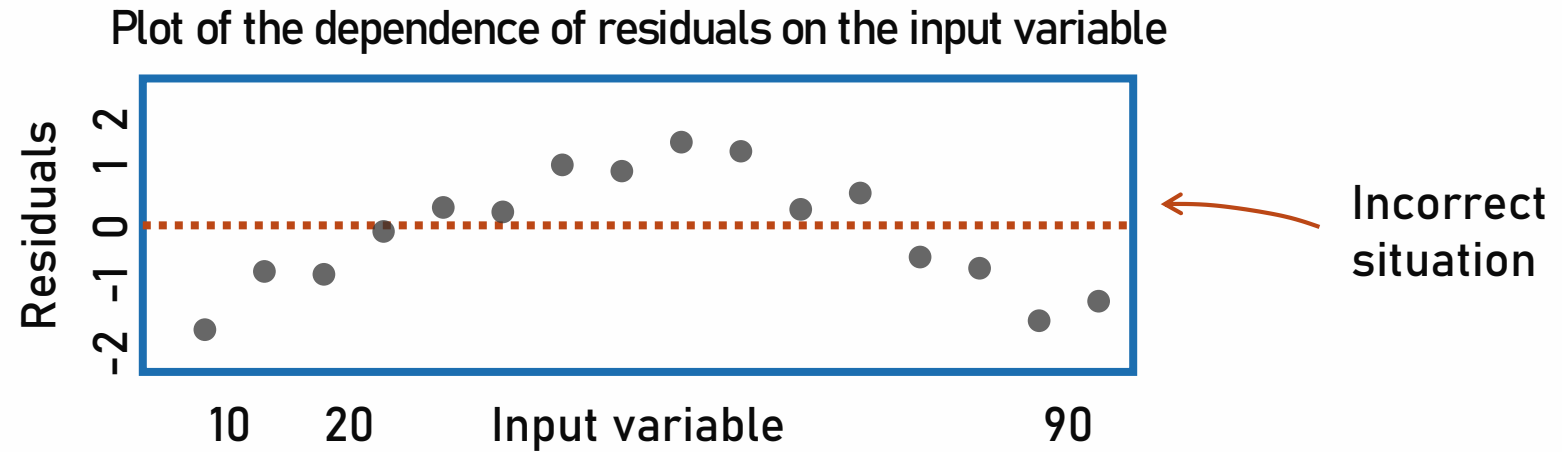 Plot of the dependence of residuals on the input variable
Residuals
2
1
0
-1
-2
10 20 Input variable 90
Incorrect
situation